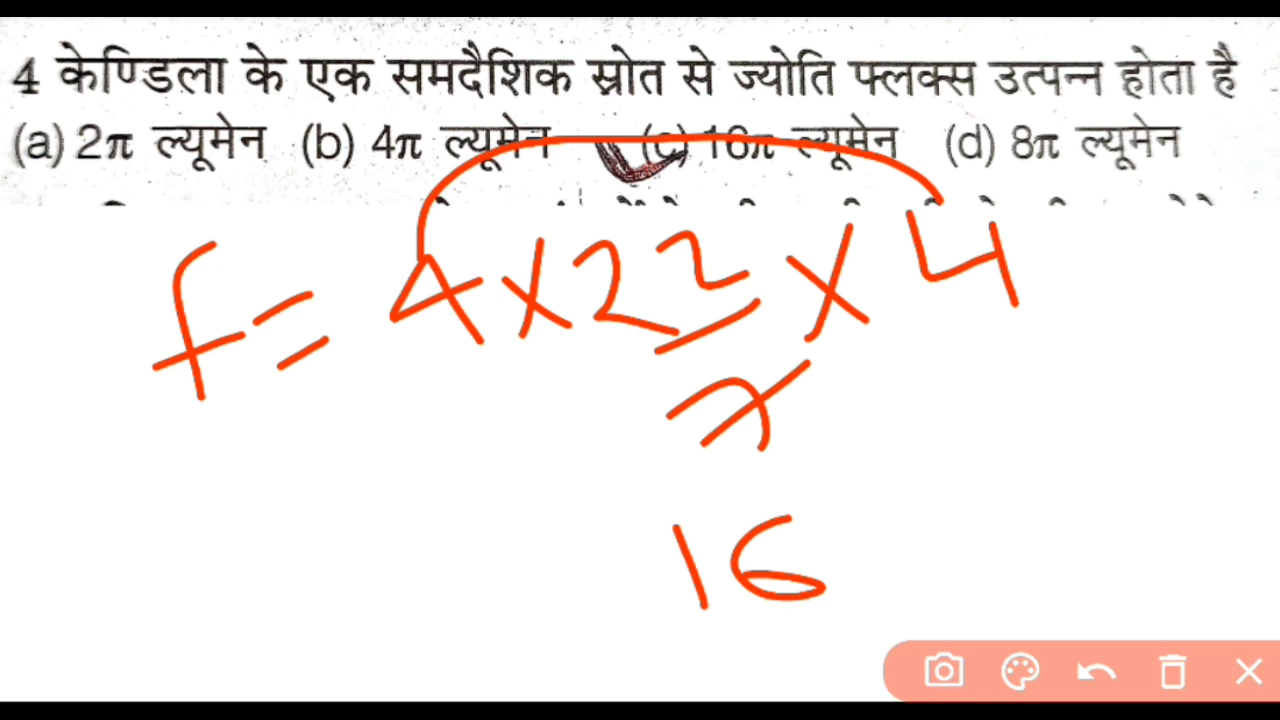 4 केण्डिला के एक समदैशिक स्रोत से ज्योति फ्लक्स उत्पन्न होता है
(a) 2π ल्यूमेन (b) 4π ल्यूमेन (c) 16π ल्यूमेन (d) 8π ल्यूमेन
f = 4 x 22 x 4
7
16